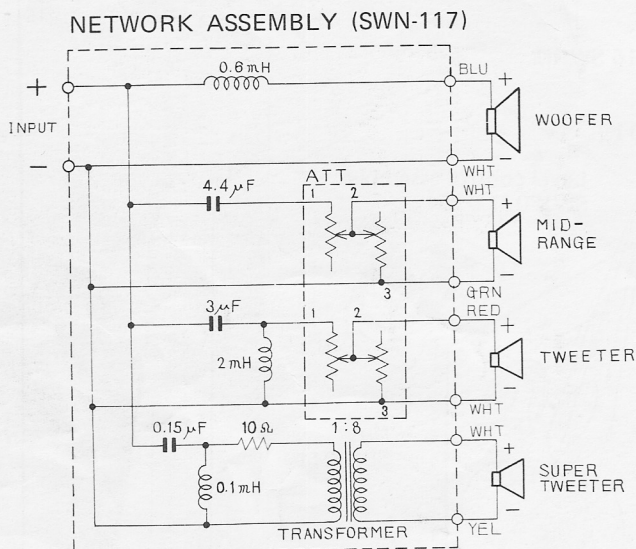 NETWORK ASSEMBLY (SWN-117)
0.6mH
BLU
+
+
INPUT
WOOFER
−
−
WHT
ATT
WHT
4.4μF
1
2
+
MID-
RANGE
−
3
GRN
3μF
RED
1
2
+
2mH
TWEETER
−
3
WHT
0.15μF
10Ω
1:8
WHT
+
0.1mH
SUPER
TWEETER
−
TRANSFORMER
YEL